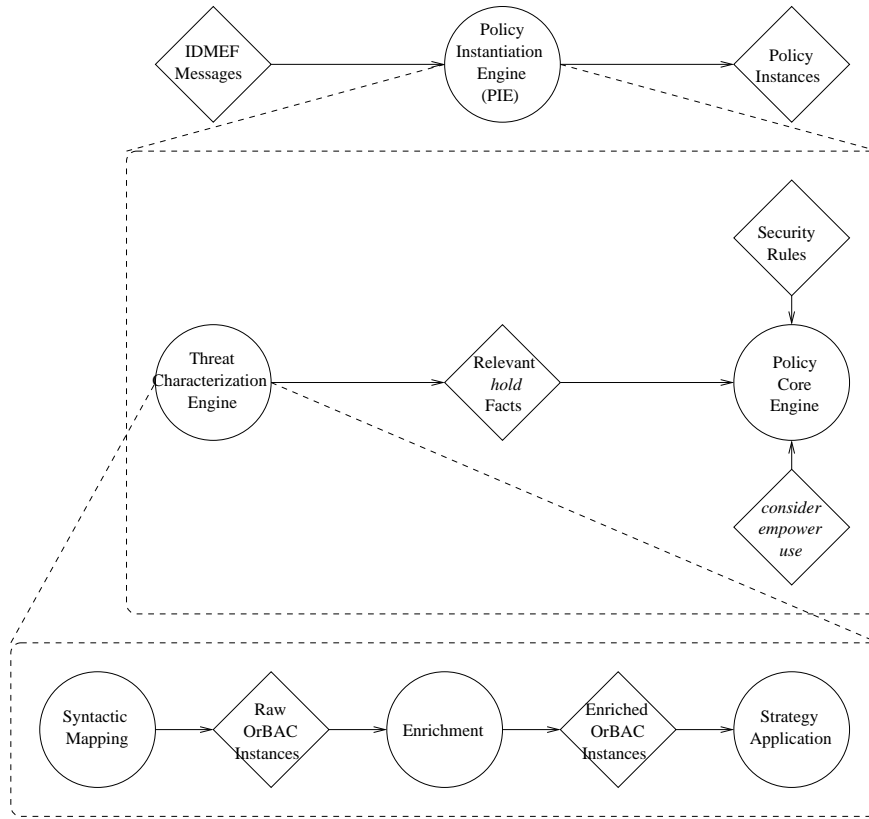 IDMEF
Messages
Policy
Instantiation
Engine
(PIE)
Policy
Instances
Security
Rules
Threat
Characterization
Engine
Relevant
hold
Facts
Policy
Core
Engine
consider
empower
use
Syntactic
Mapping
Raw
OrBAC
Instances
Enrichment
Enriched
OrBAC
Instances
Strategy
Application